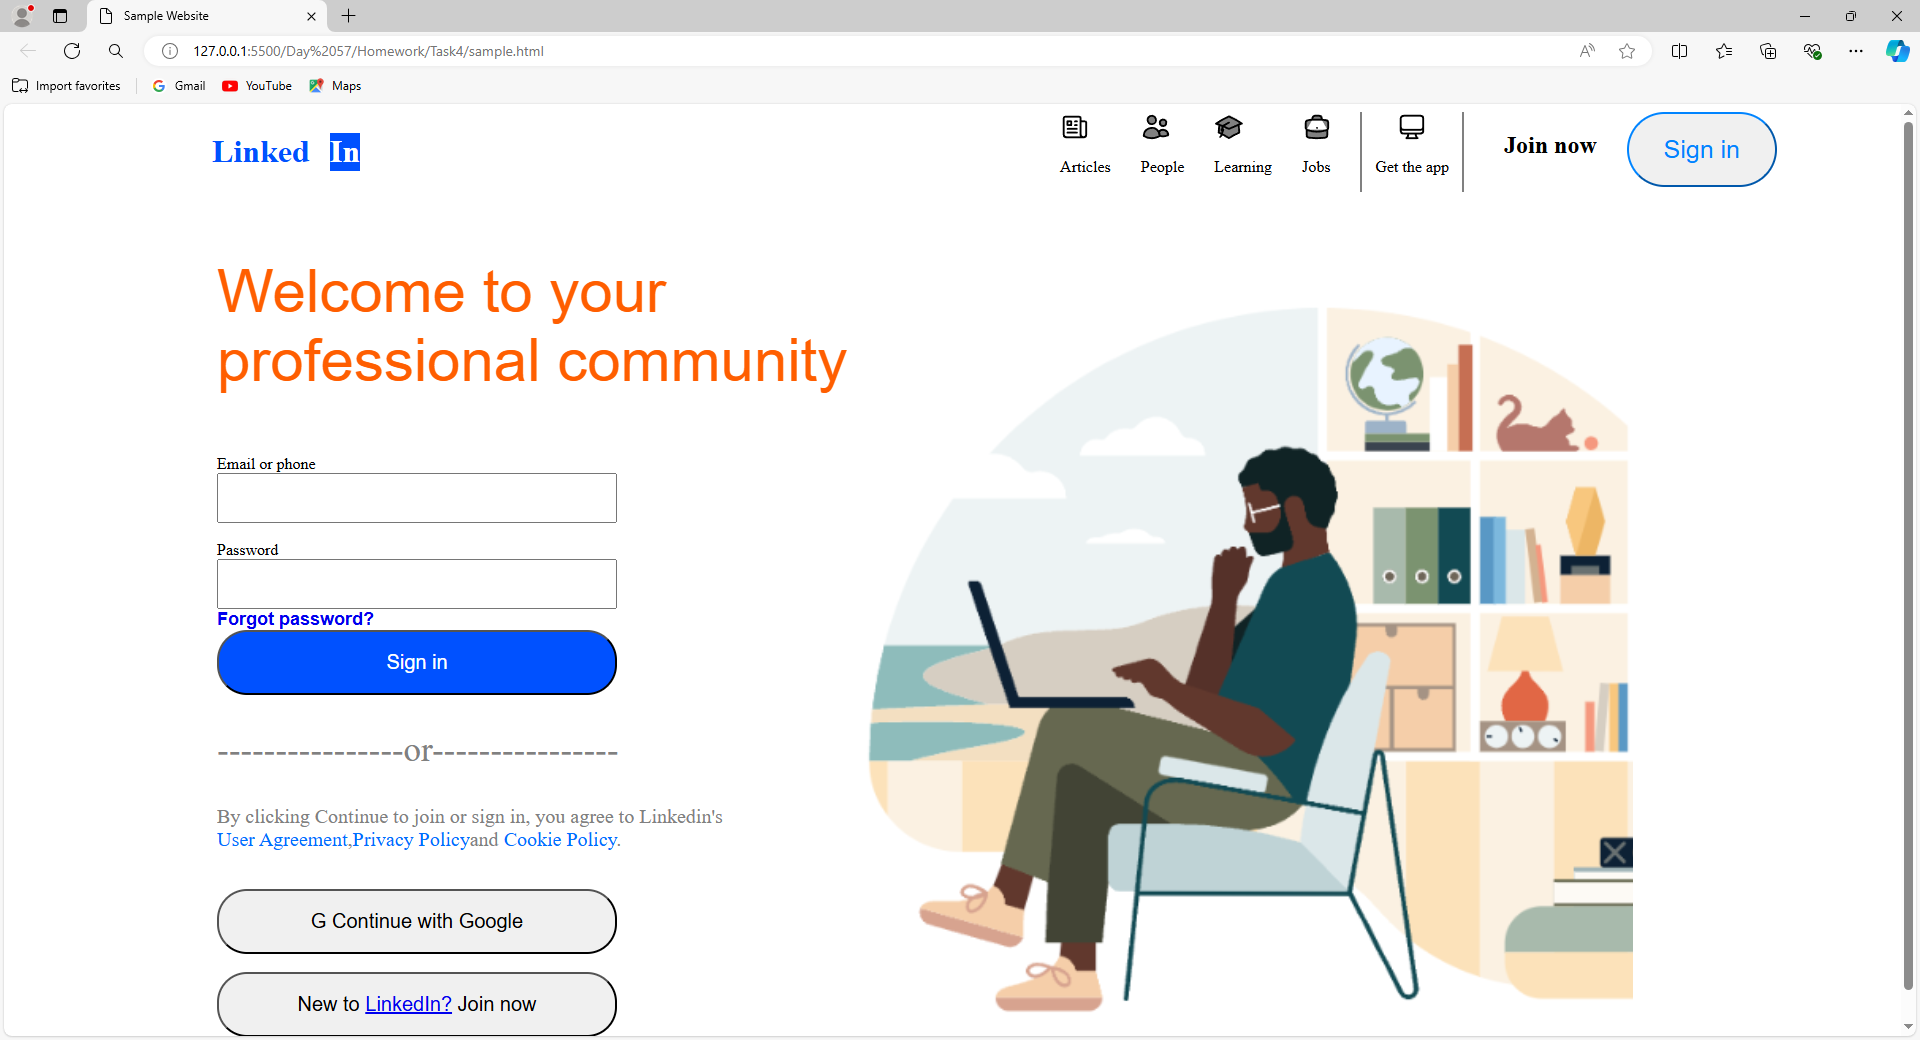 Sample Website
127.0.0.1:5500/Day%2057/Homework/Task4/sample.html
Import favorites
Gmail
YouTube
Maps
Linked In
Articles
People
Learning
Jobs
Get the app
Join now
Sign in
Welcome to your
professional community
Email or phone
Password
Forgot password?
Sign in
----------------or----------------
By clicking Continue to join or sign in, you agree to Linkedin's
User Agreement,Privacy Policyand Cookie Policy.
G Continue with Google
New to LinkedIn? Join now